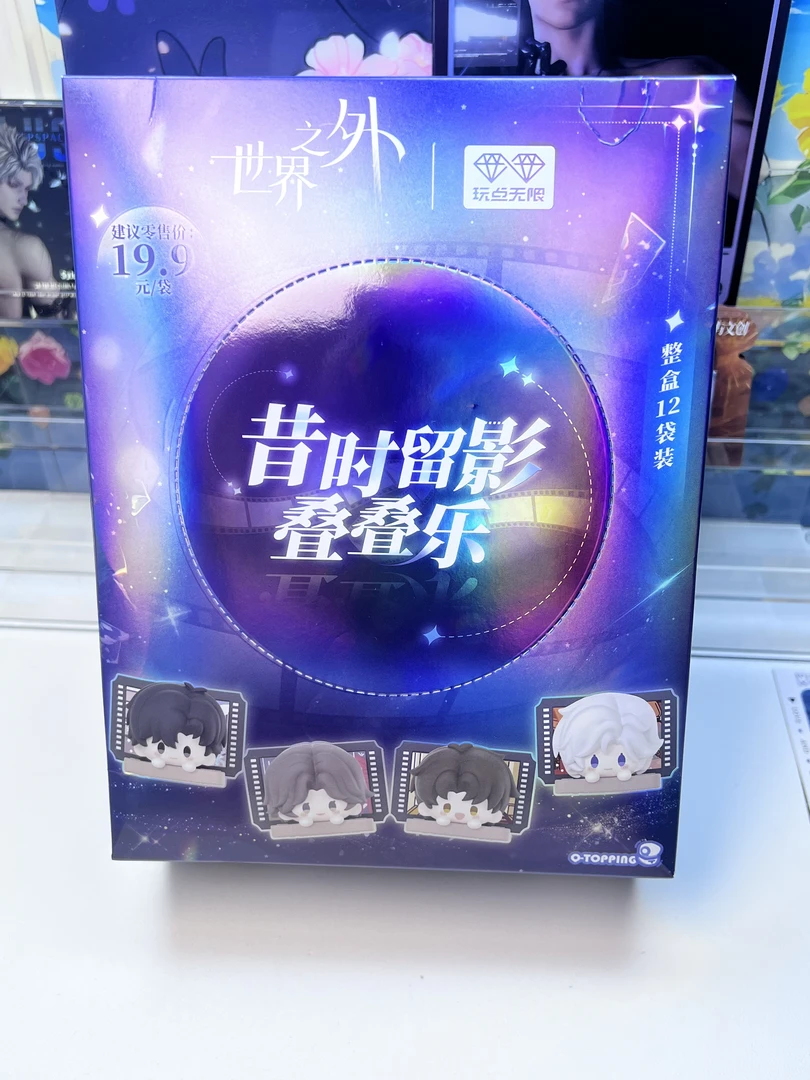 世界之外
玩点无限
建议零售价:
19.9
元/袋
整盒12袋装
昔时留影
叠叠乐
Q-TOPPING